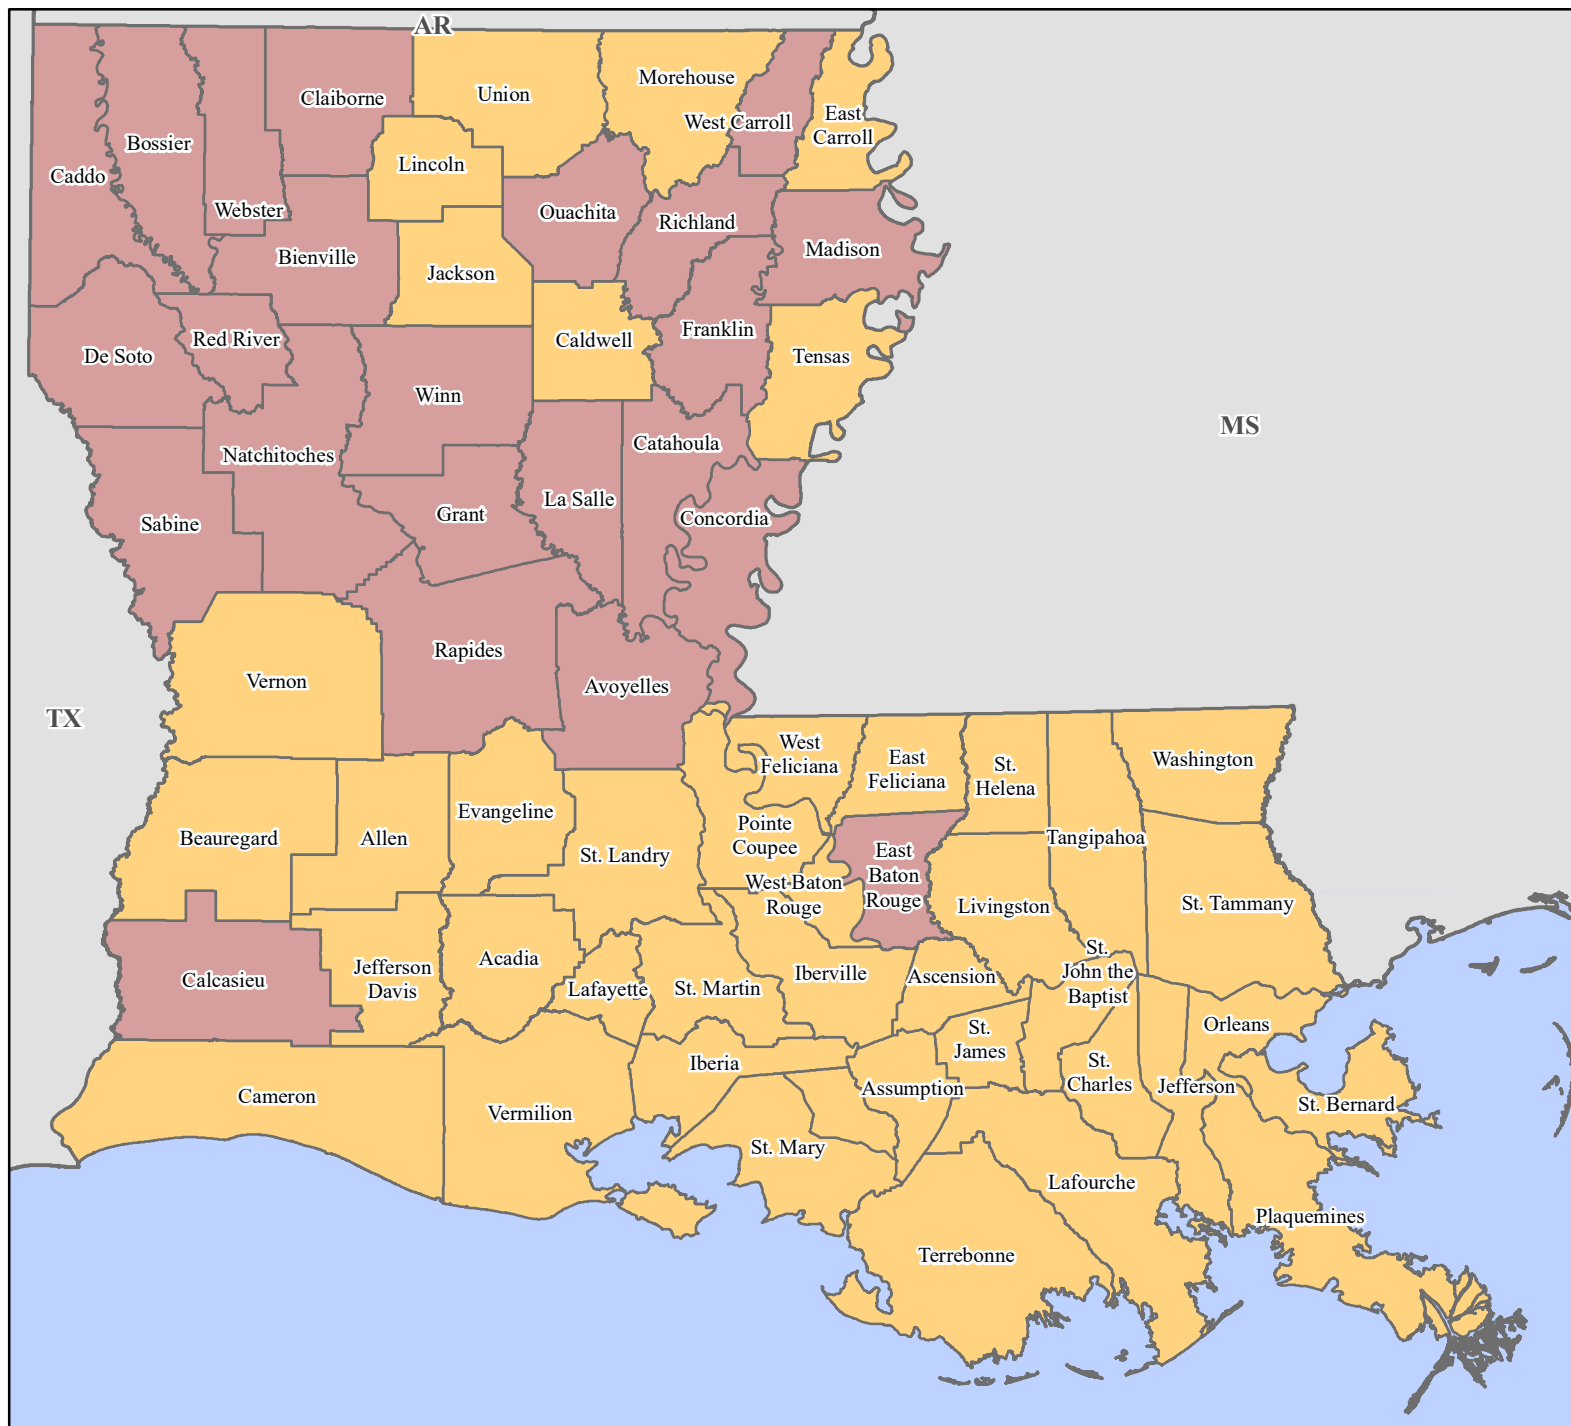 AR
Union
Morehouse
Claiborne
West Carroll
East
Carroll
Bossier
Lincoln
Caddo
Webster
Ouachita
Richland
Madison
Bienville
Jackson
Franklin
Red River
Caldwell
De Soto
Tensas
Winn
MS
Catahoula
Natchitoches
La Salle
Grant
Concordia
Sabine
Rapides
Vernon
Avoyelles
TX
West
Feliciana
East
Feliciana
St.
Helena
Washington
Evangeline
Pointe
Coupee
Beauregard
Allen
Tangipahoa
St. Landry
East
Baton
Rouge
West Baton
Rouge
Livingston
St. Tammany
St.
John the
Baptist
Acadia
Jefferson
Davis
Calcasieu
Lafayette
St. Martin
Iberville
Ascension
Orleans
St.
James
Iberia
St.
Charles
Assumption
Jefferson
Cameron
St. Bernard
Vermilion
St. Mary
Lafourche
Plaquemines
Terrebonne